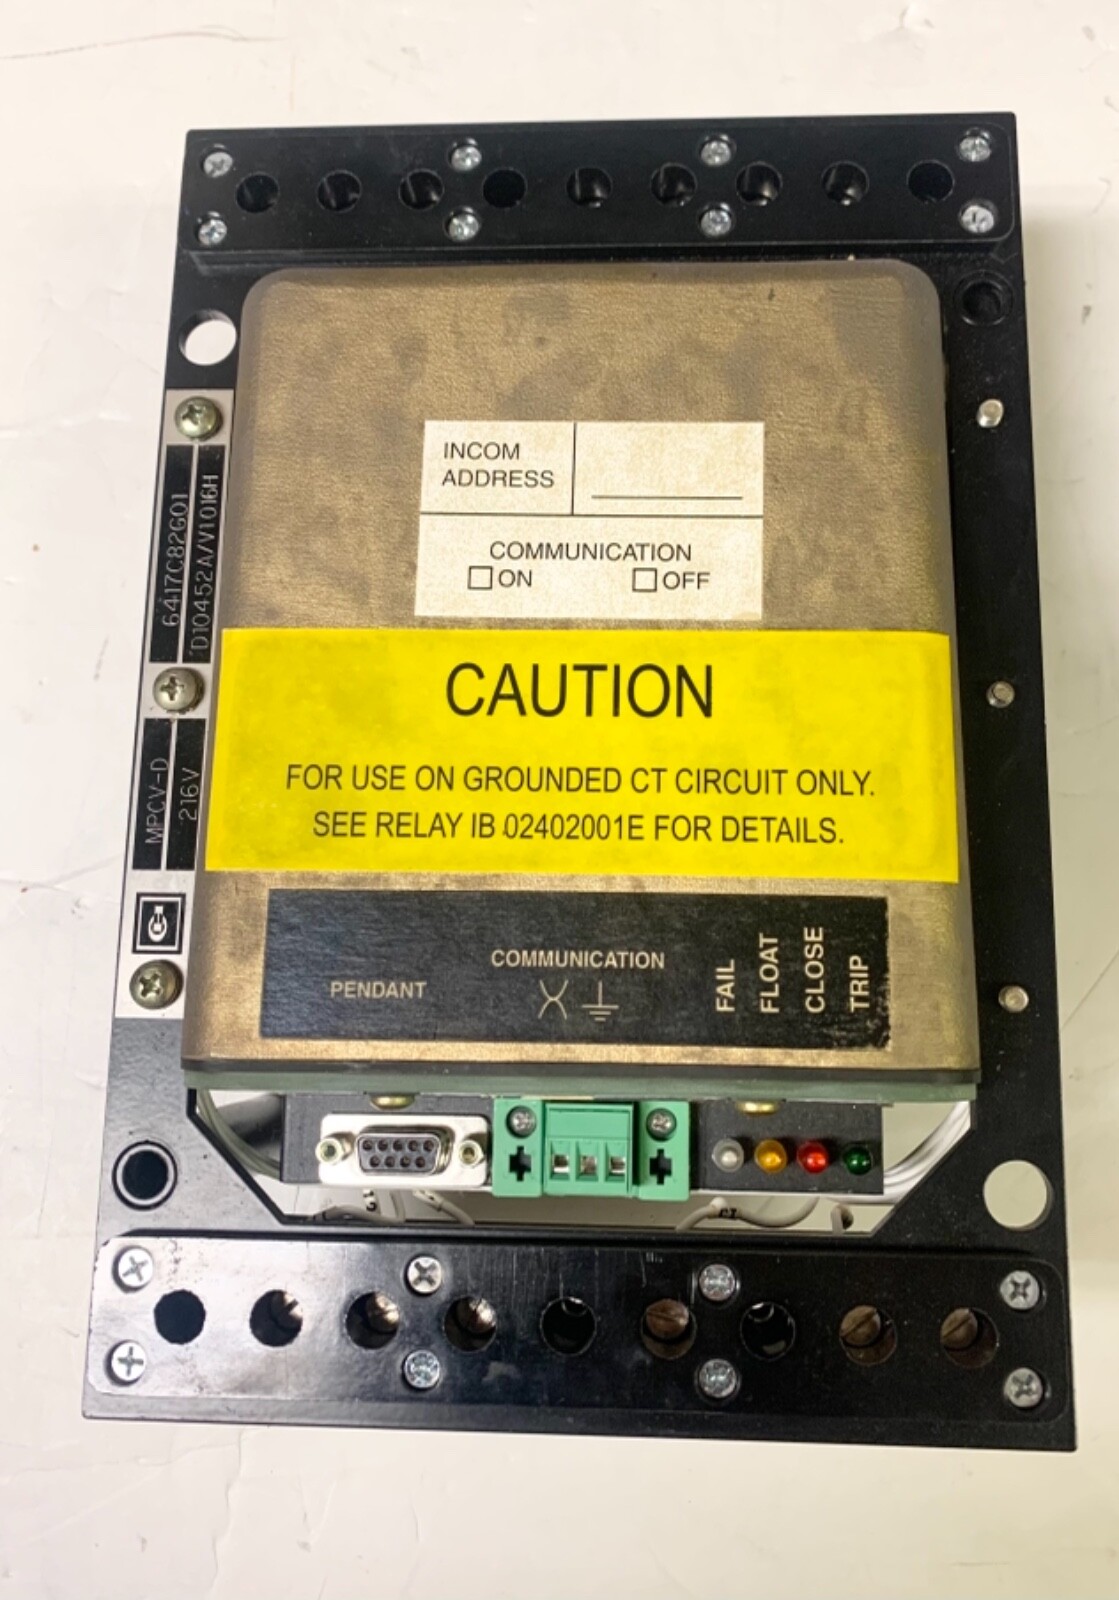 INCOM
ADDRESS
COMMUNICATION
ON OFF
6417C82G01
D10452A/V1016H
CAUTION
FOR USE ON GROUNDED CT CIRCUIT ONLY.
SEE RELAY IB 02402001E FOR DETAILS.
MPCV-D
216V
PENDANT
COMMUNICATION
FAIL
FLOAT
CLOSE
TRIP